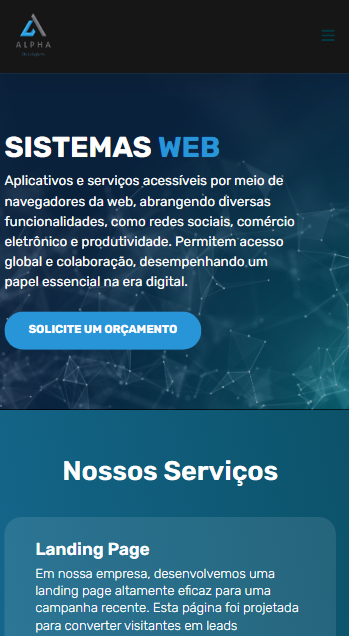 ALPHA
SISTEMAS WEB
Aplicativos e serviços acessíveis por meio de
navegadores da web, abrangendo diversas
funcionalidades, como redes sociais, comércio
eletrônico e produtividade. Permitem acesso
global e colaboração, desempenhando um
papel essencial na era digital.
SOLICITE UM ORÇAMENTO
Nossos Serviços
Landing Page
Em nossa empresa, desenvolvemos uma
landing page altamente eficaz para uma
campanha recente. Esta página foi projetada
para converter visitantes em leads